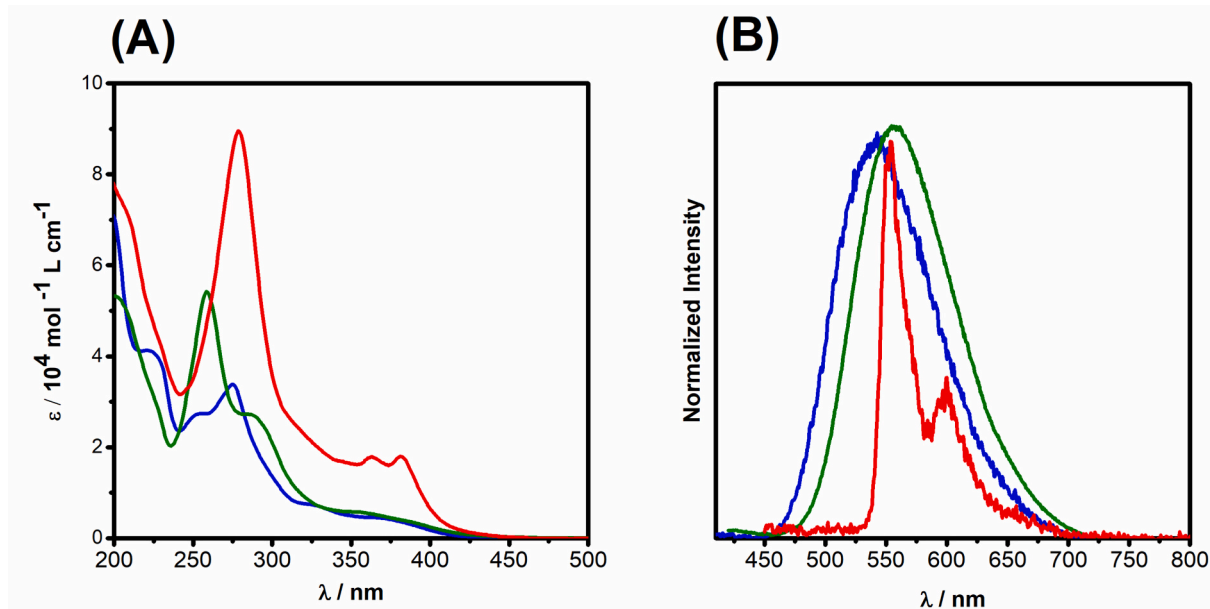 (A)
(B)
10
8
6
4
2
0
ε / 10⁴ mol ⁻¹ L cm⁻¹
200 250 300 350 400 450 500
λ / nm
Normalized Intensity
450 500 550 600 650 700 750 800
λ / nm